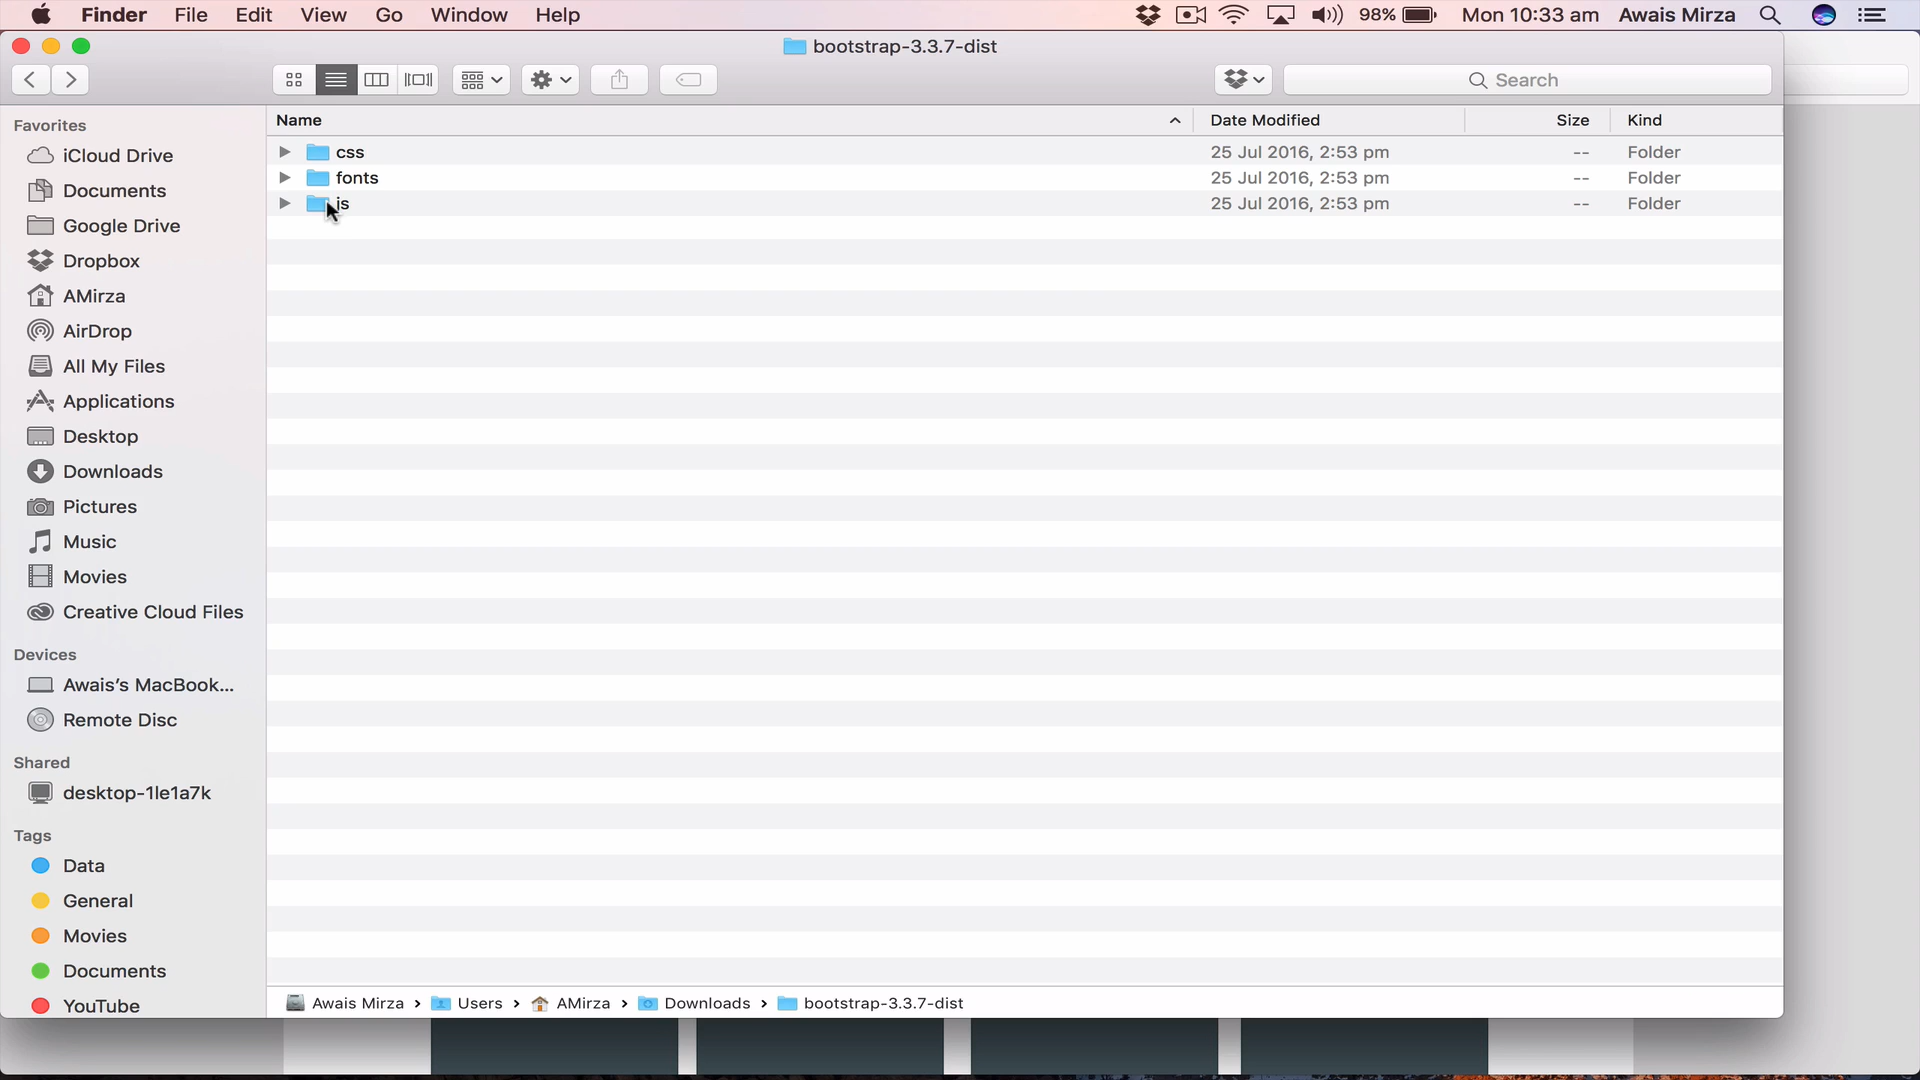 Finder File Edit View Go Window Help 98% Mon 10:33 am Awais Mirza
bootstrap-3.3.7-dist
Search
Name Date Modified Size Kind
css 25 Jul 2016, 2:53 pm -- Folder
fonts 25 Jul 2016, 2:53 pm -- Folder
js 25 Jul 2016, 2:53 pm -- Folder
Favorites
iCloud Drive
Documents
Google Drive
Dropbox
AMirza
AirDrop
All My Files
Applications
Desktop
Downloads
Pictures
Music
Movies
Creative Cloud Files
Devices
Awais’s MacBook...
Remote Disc
Shared
desktop-1le1a7k
Tags
Data
General
Movies
Documents
YouTube
Awais Mirza › Users › AMirza › Downloads › bootstrap-3.3.7-dist